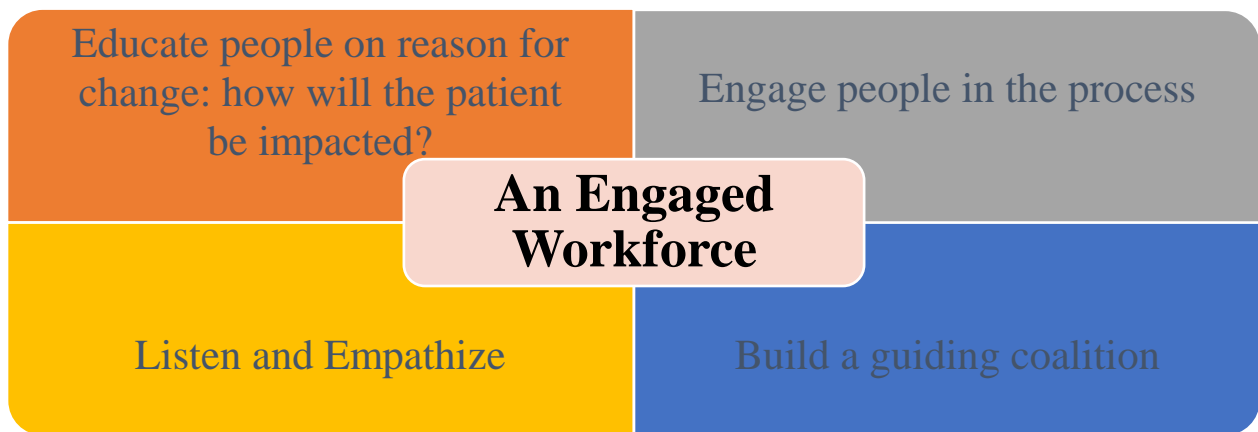 Educate people on reason for
change: how will the patient
be impacted?
Engage people in the process
An Engaged
Workforce
Listen and Empathize
Build a guiding coalition